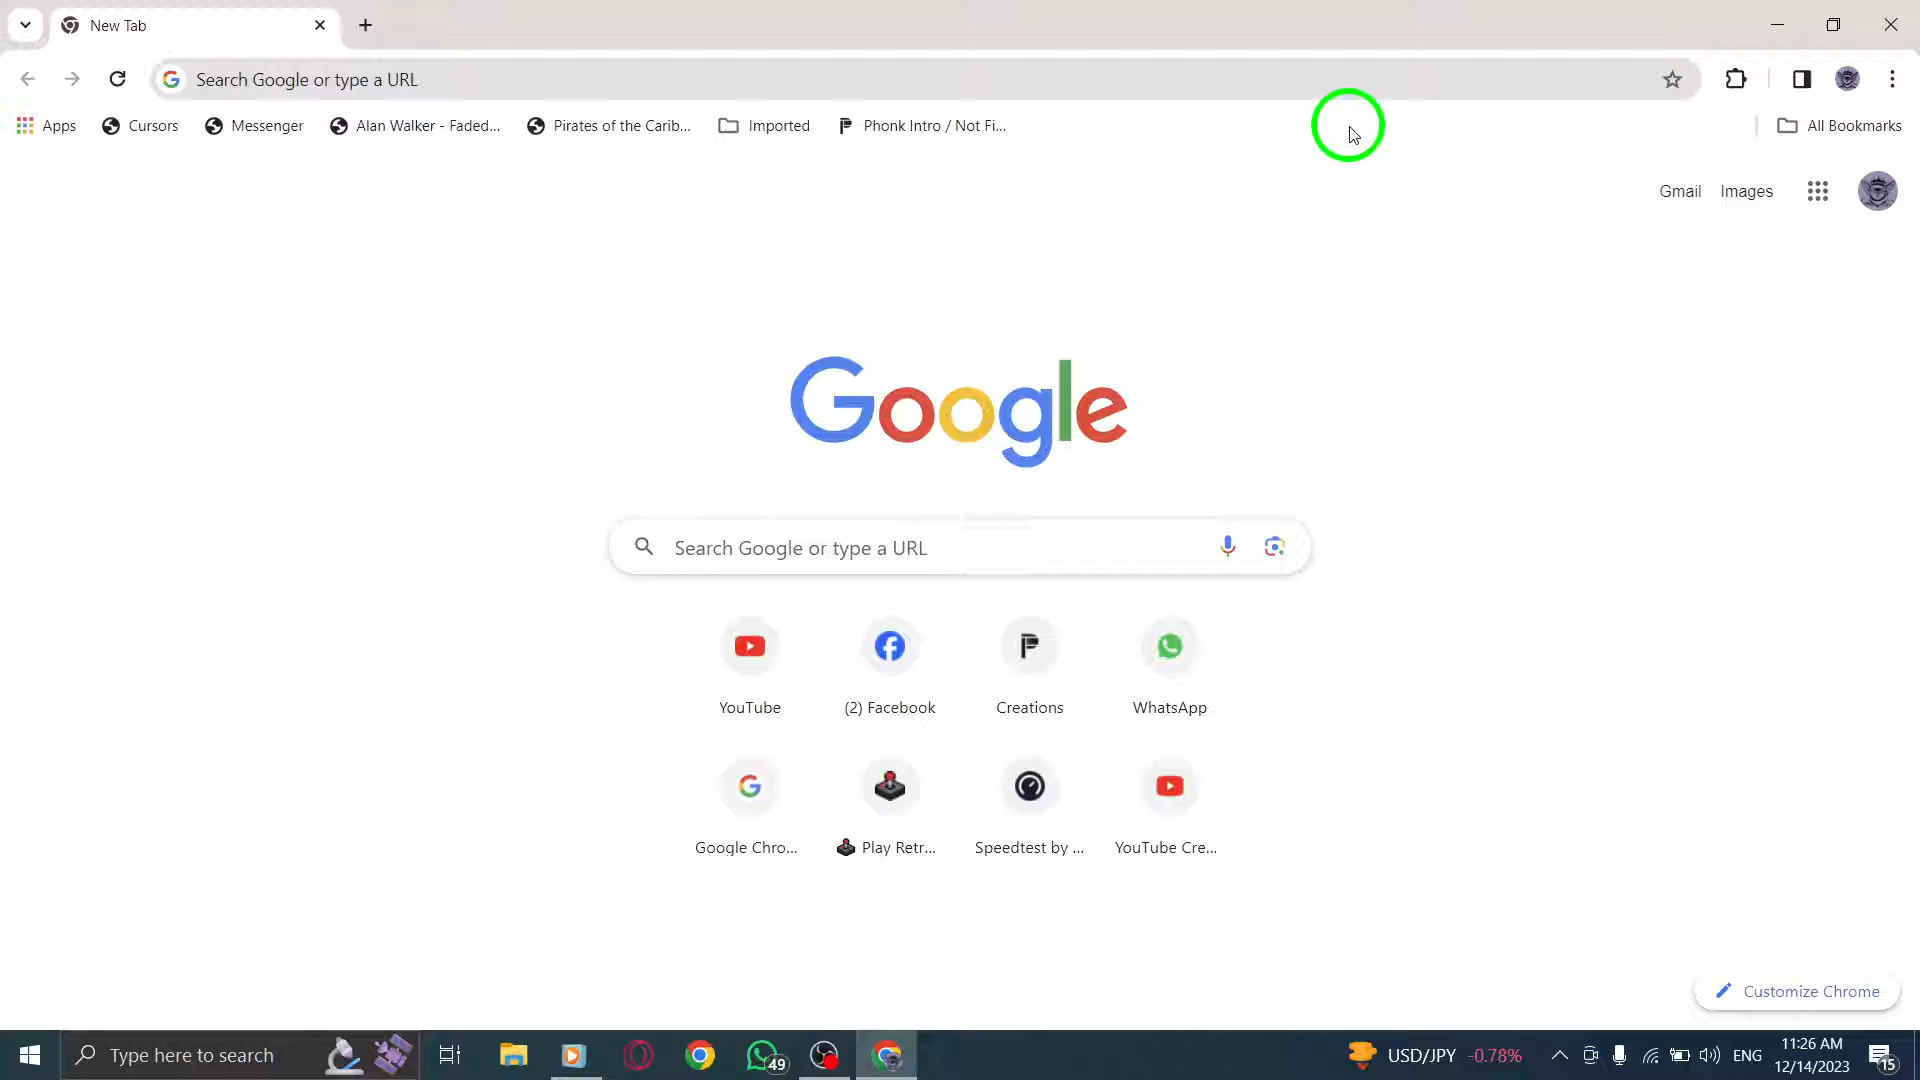 New Tab
Search Google or type a URL
Apps
Cursors
Messenger
Alan Walker - Faded...
Pirates of the Carib...
Imported
Phonk Intro / Not Fi...
All Bookmarks
Gmail
Images
Google
Search Google or type a URL
YouTube
(2) Facebook
Creations
WhatsApp
Google Chro...
Play Retr...
Speedtest by ...
YouTube Cre...
Customize Chrome
Type here to search
49
USD/JPY -0.78%
ENG
11:26 AM
12/14/2023
15